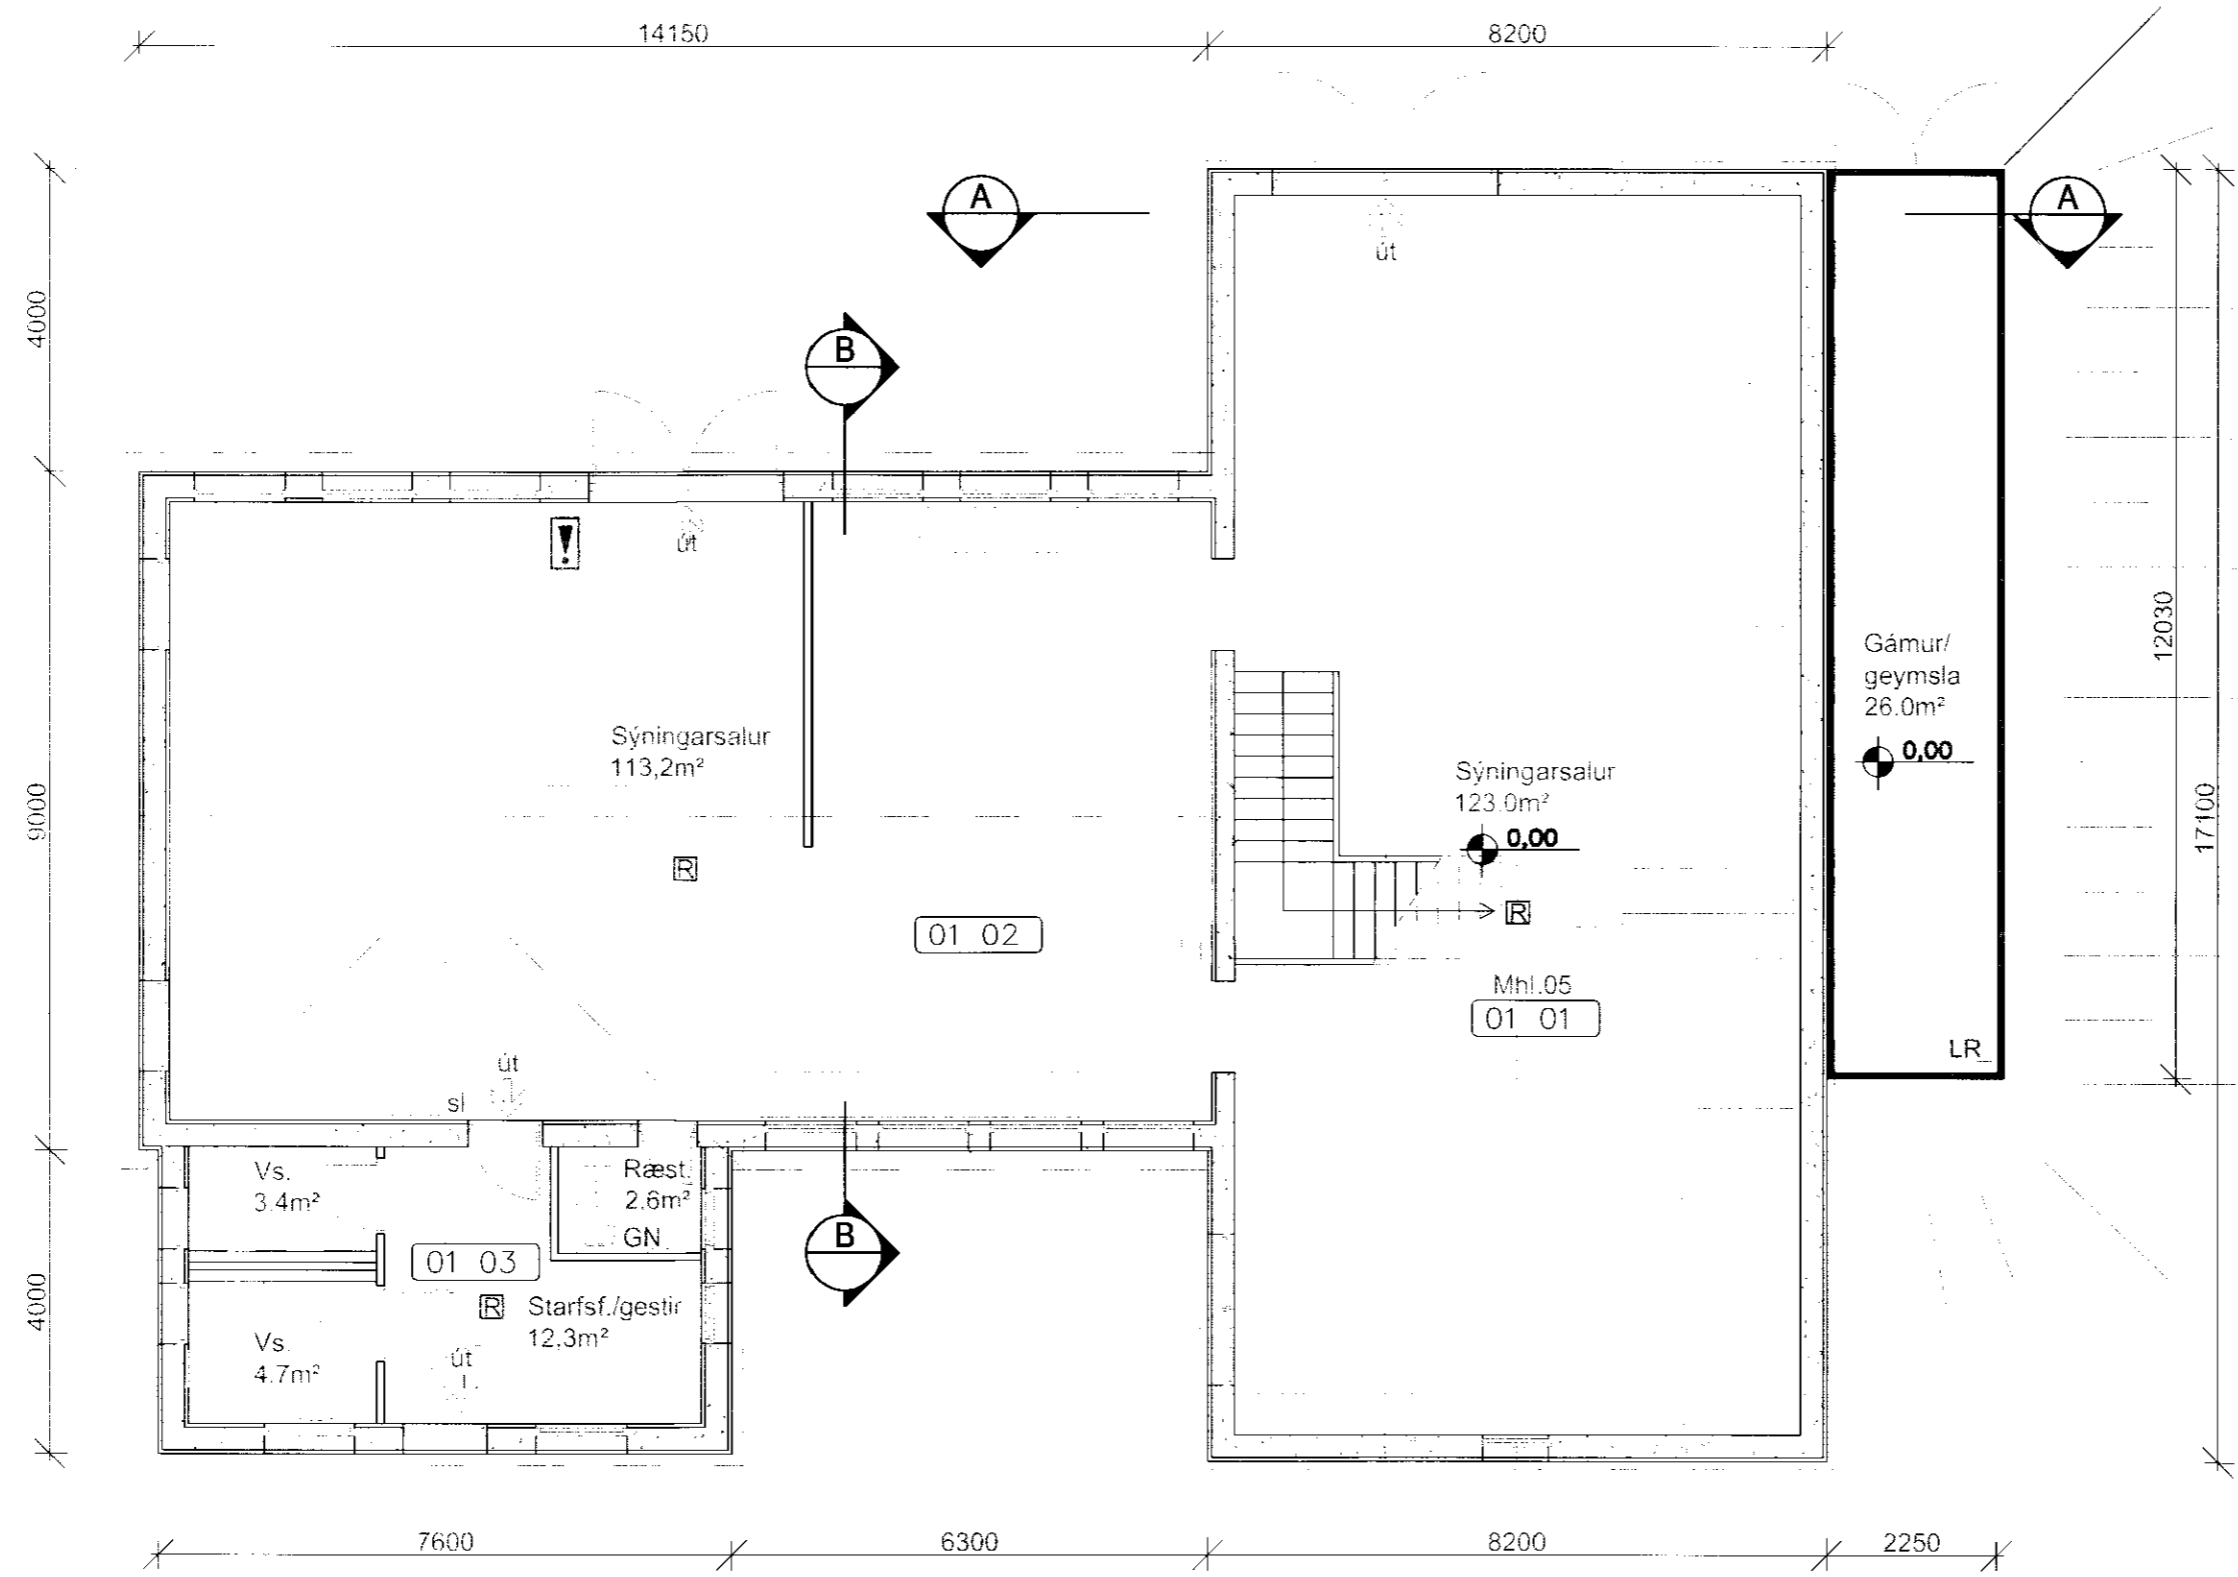 14150
8200
A
A
út
4000
B
út
12030
Gámur/
geymsla
26.0m²
0,00
Sýningarsalur
113,2m²
Sýningarsalur
123.0m²
0,00
9000
17100
R
R
01 02
Mhl.05
01 01
LR
út
sl
Vs.
3.4m²
Ræst.
2.6m²
GN
B
01 03
R
Starfsf./gestir
12,3m²
4000
Vs.
4.7m²
út
7600
6300
8200
2250